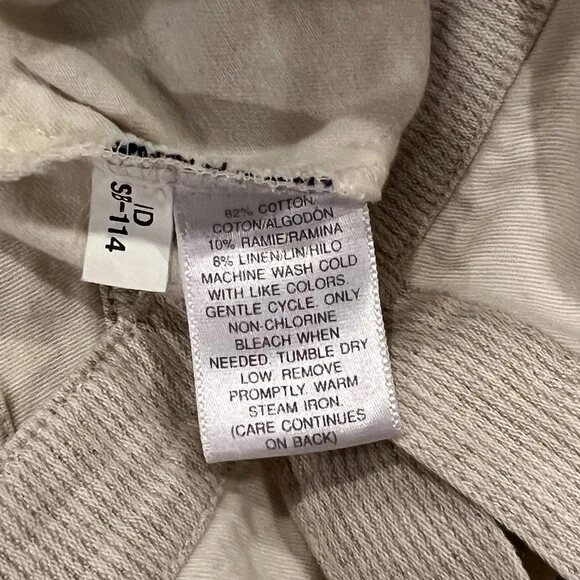 82% COTTON/
COTON/ALGODÓN
10% RAMIE/RAMINA
8% LINEN/LIN/HILO
MACHINE WASH COLD
WITH LIKE COLORS.
GENTLE CYCLE. ONLY
NON-CHLORINE
BLEACH WHEN
NEEDED. TUMBLE DRY
LOW. REMOVE
PROMPTLY. WARM
STEAM IRON.
(CARE CONTINUES
ON BACK)
ID
SB-114